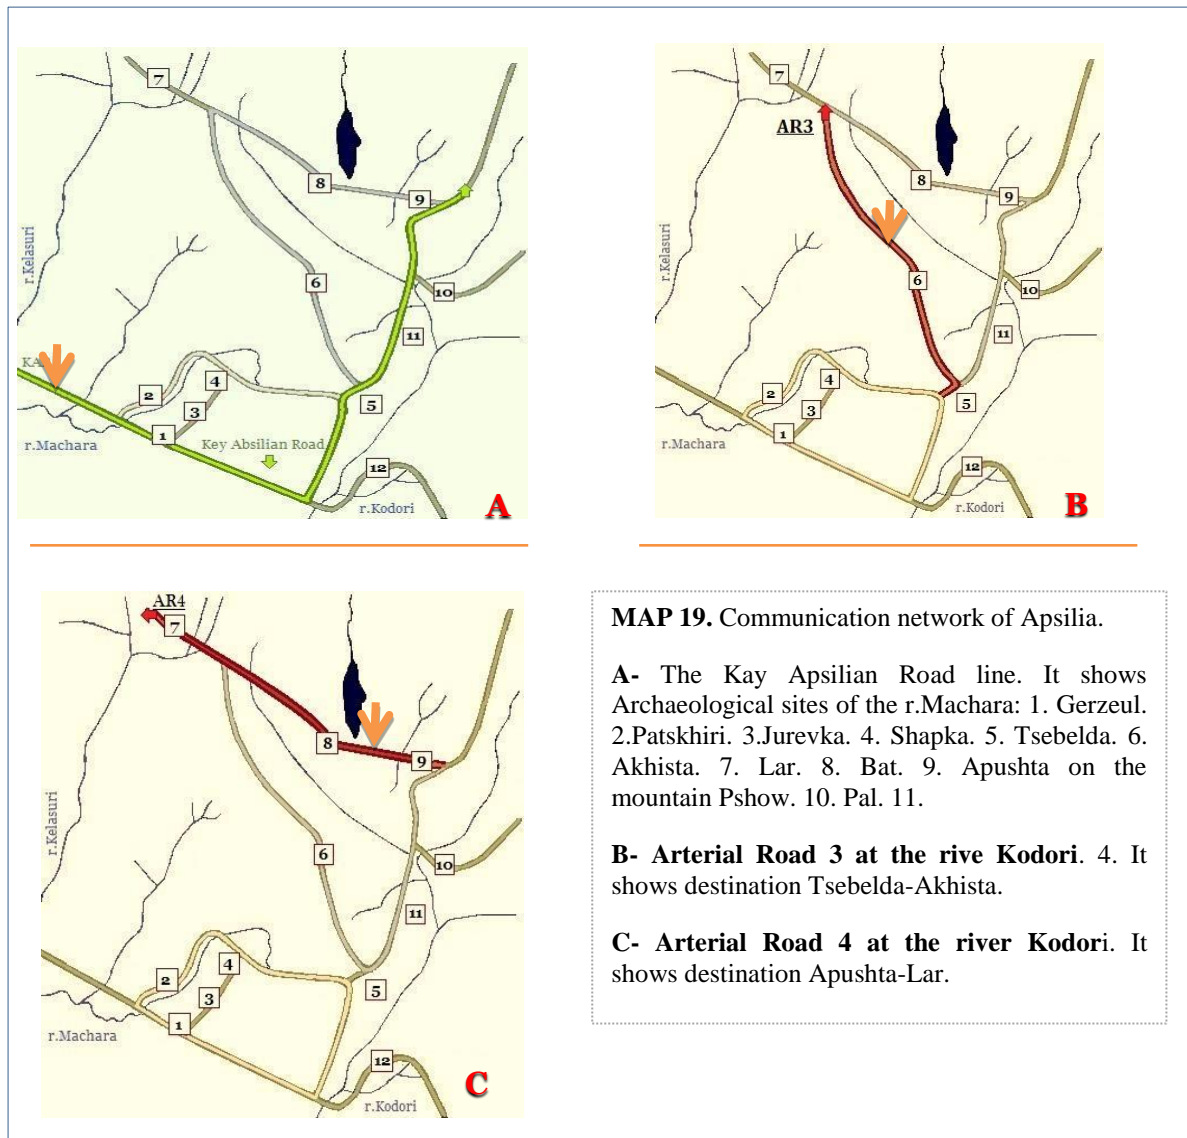 7
8
9
6
10
11
r.Kelasuri
KA
2
4
3
5
1
r.Machara
Key Absilian Road
12
r.Kodori
A
7
AR3
8
9
6
10
11
r.Kelasuri
2
4
3
5
1
r.Machara
12
r.Kodori
B
AR4
7
8
9
6
10
11
r.Kelasuri
2
4
3
5
1
r.Machara
12
r.Kodori
C
MAP 19. Communication network of Apsilia.
A- The Kay Apsilian Road line. It shows
Archaeological sites of the r.Machara: 1. Gerzeul.
2.Patskhiri. 3.Jurevka. 4. Shapka. 5. Tsebelda. 6.
Akhista. 7. Lar. 8. Bat. 9. Apushta on the
mountain Pshow. 10. Pal. 11.
B- Arterial Road 3 at the rive Kodori. 4. It
shows destination Tsebelda-Akhista.
C- Arterial Road 4 at the river Kodori. It
shows destination Apushta-Lar.